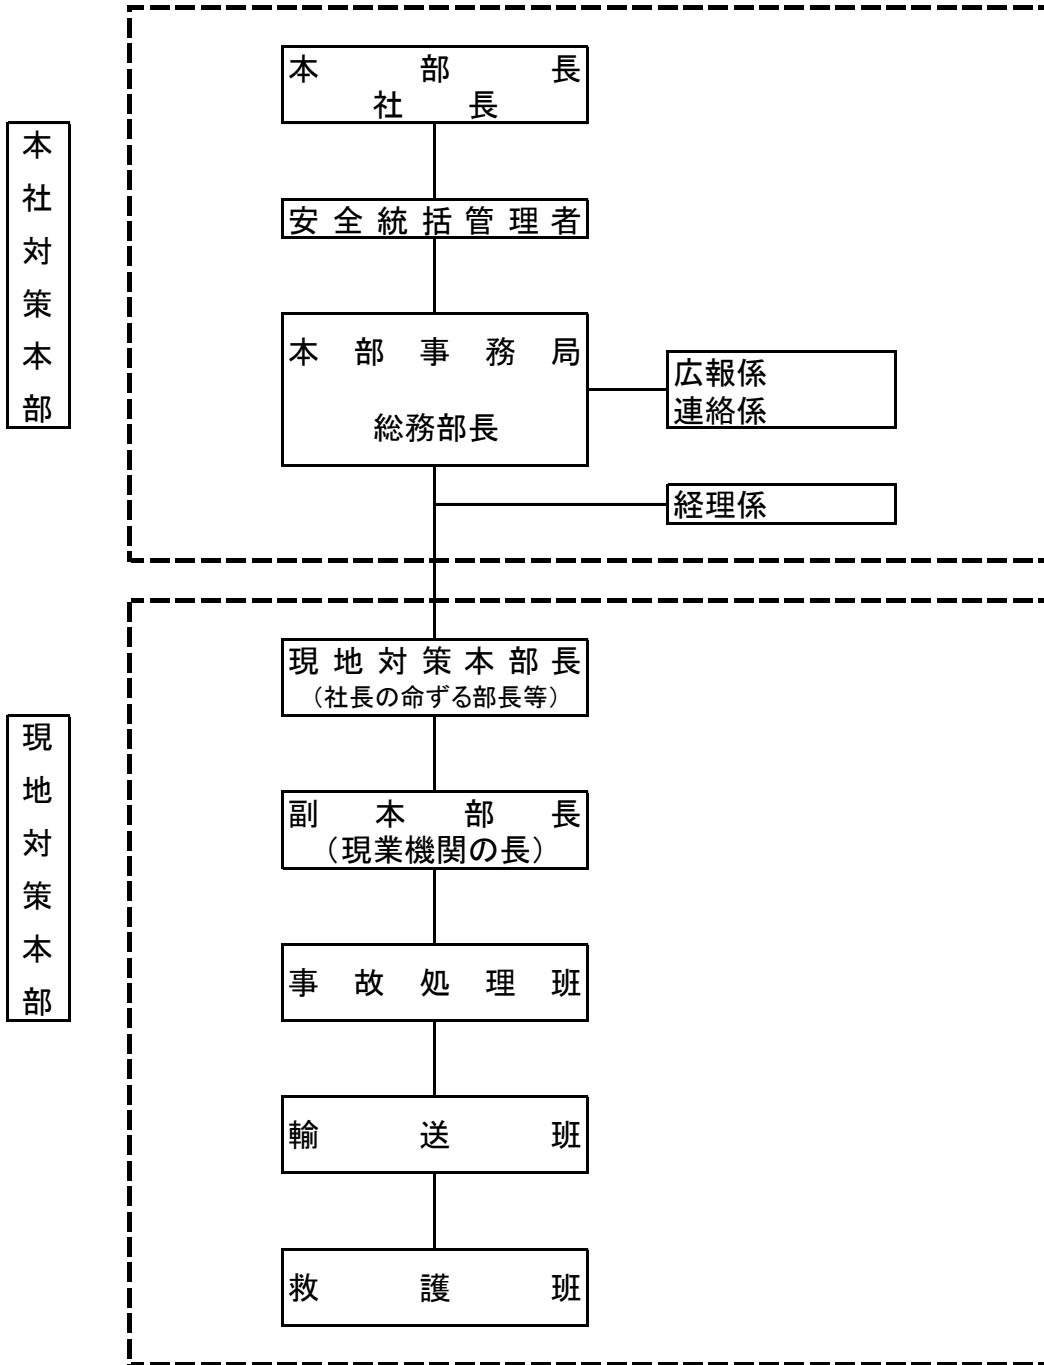 本社対策本部
本部長
社長
安全統括管理者
本部事務局
総務部長
広報係
連絡係
経理係
現地対策本部
現地対策本部長
（社長の命ずる部長等）
副本部長
（現業機関の長）
事故処理班
輸送班
救護班